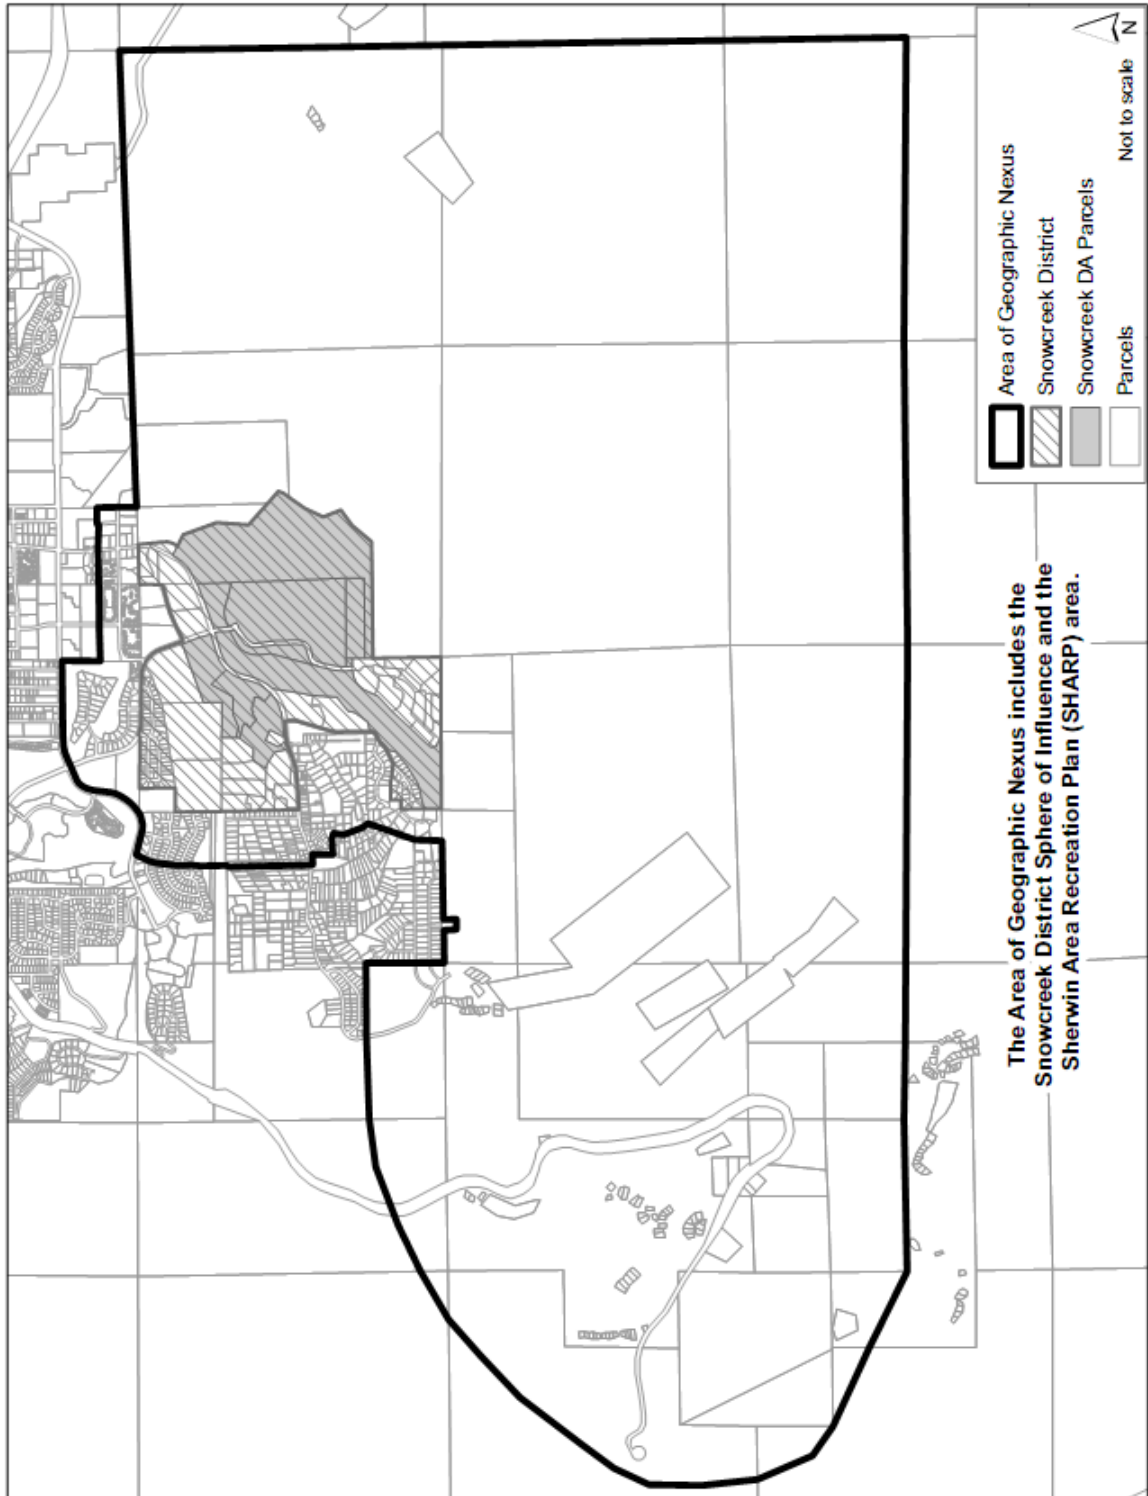 Area of Geographic Nexus
Snowcreek District
Snowcreek DA Parcels
Parcels
Not to scale
N
The Area of Geographic Nexus includes the
Snowcreek District Sphere of Influence and the
Sherwin Area Recreation Plan (SHARP) area.